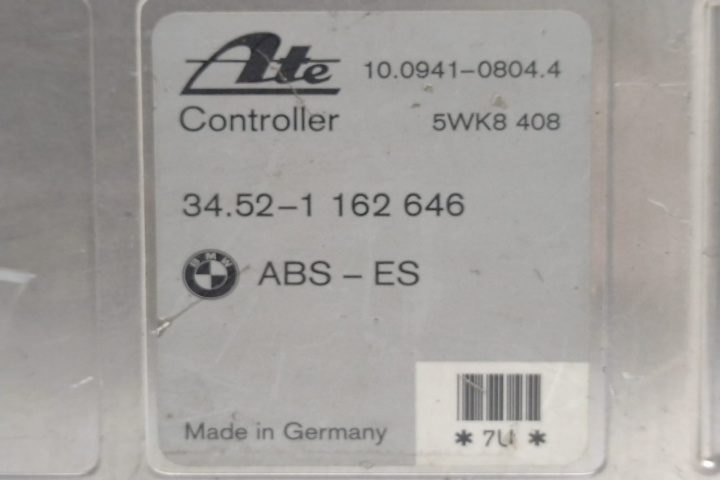 Ate 10.0941-0804.4
Controller 5WK8 408
34.52-1 162 646
BMW ABS - ES
Made in Germany
* 7U *